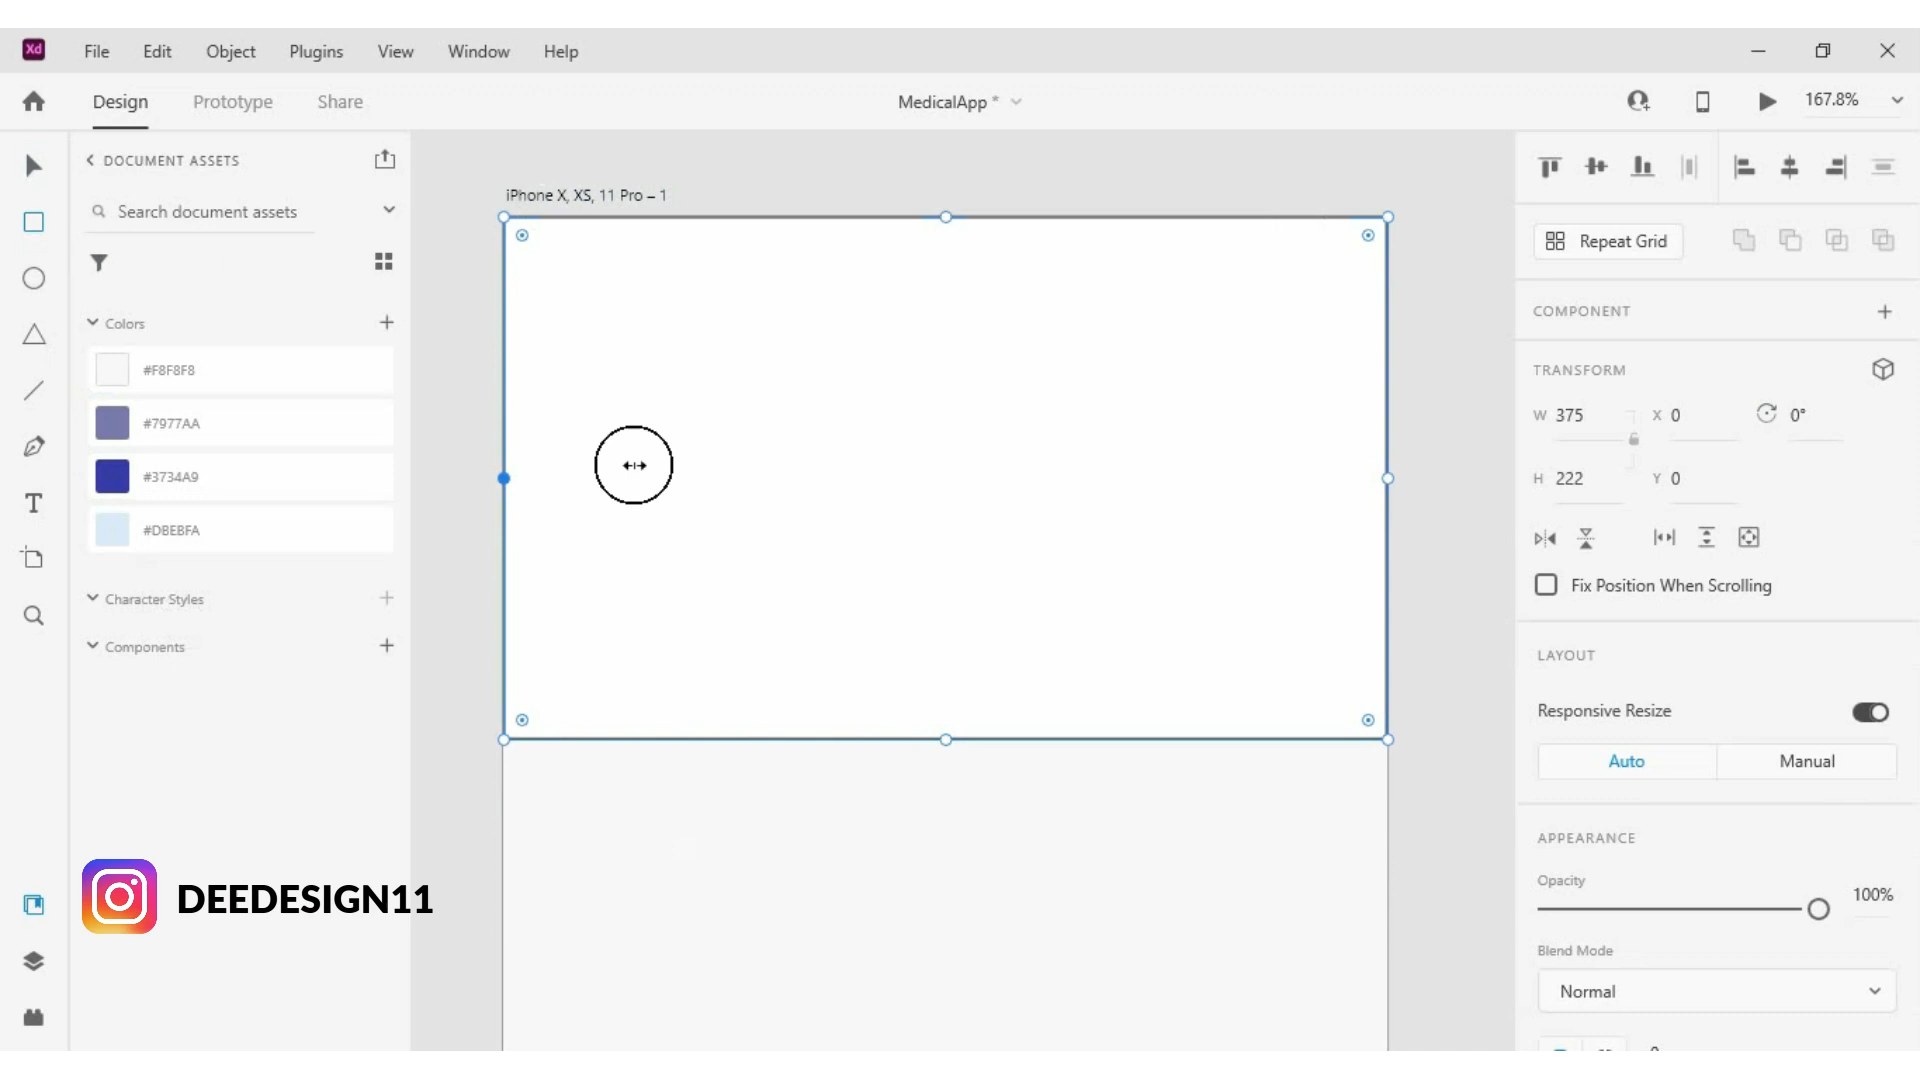 Xd File Edit Object Plugins View Window Help
Design Prototype Share MedicalApp * 167.8%
DOCUMENT ASSETS
Search document assets
Colors
#F8F8F8
#7977AA
#3734A9
#DBEBFA
Character Styles
Components
DEEDESIGN11
iPhone X, XS, 11 Pro – 1
Repeat Grid
COMPONENT
TRANSFORM
W 375 X 0 0°
H 222 Y 0
Fix Position When Scrolling
LAYOUT
Responsive Resize
Auto Manual
APPEARANCE
Opacity
100%
Blend Mode
Normal